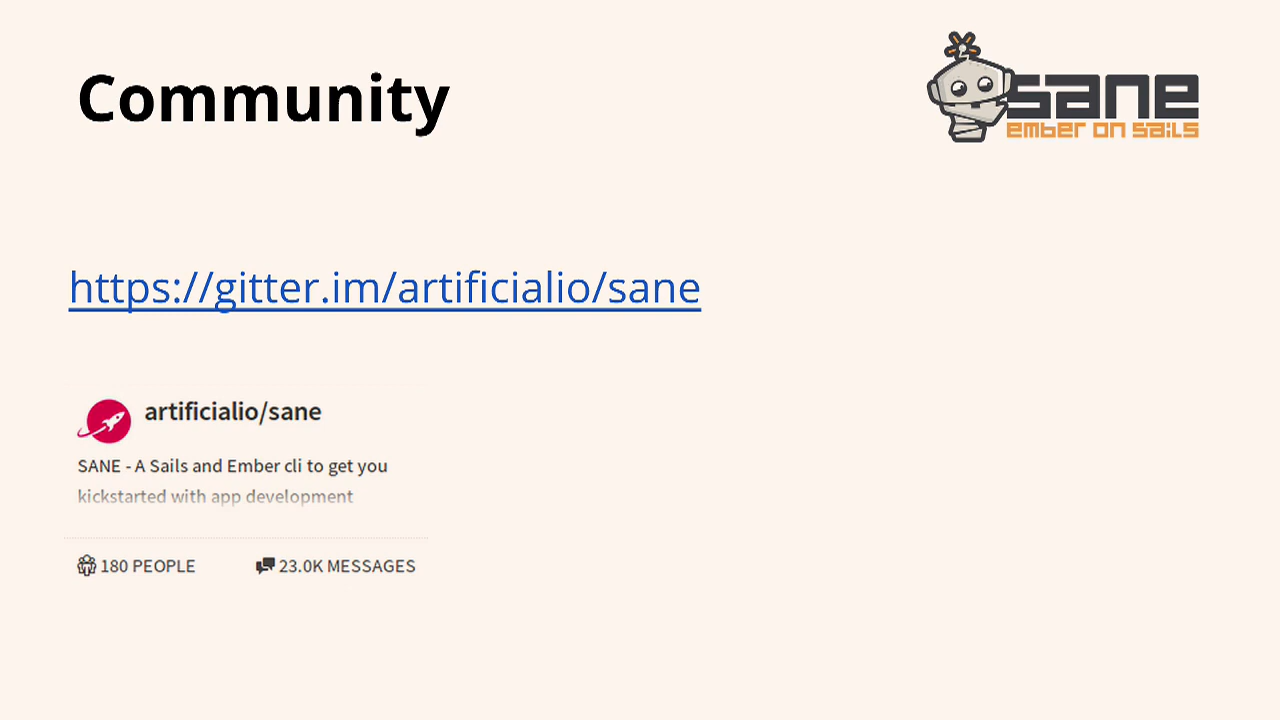 Community
sane
ember on sails
https://gitter.im/artificialio/sane
artificialio/sane
SANE - A Sails and Ember cli to get you
kickstarted with app development
180 PEOPLE
23.0K MESSAGES